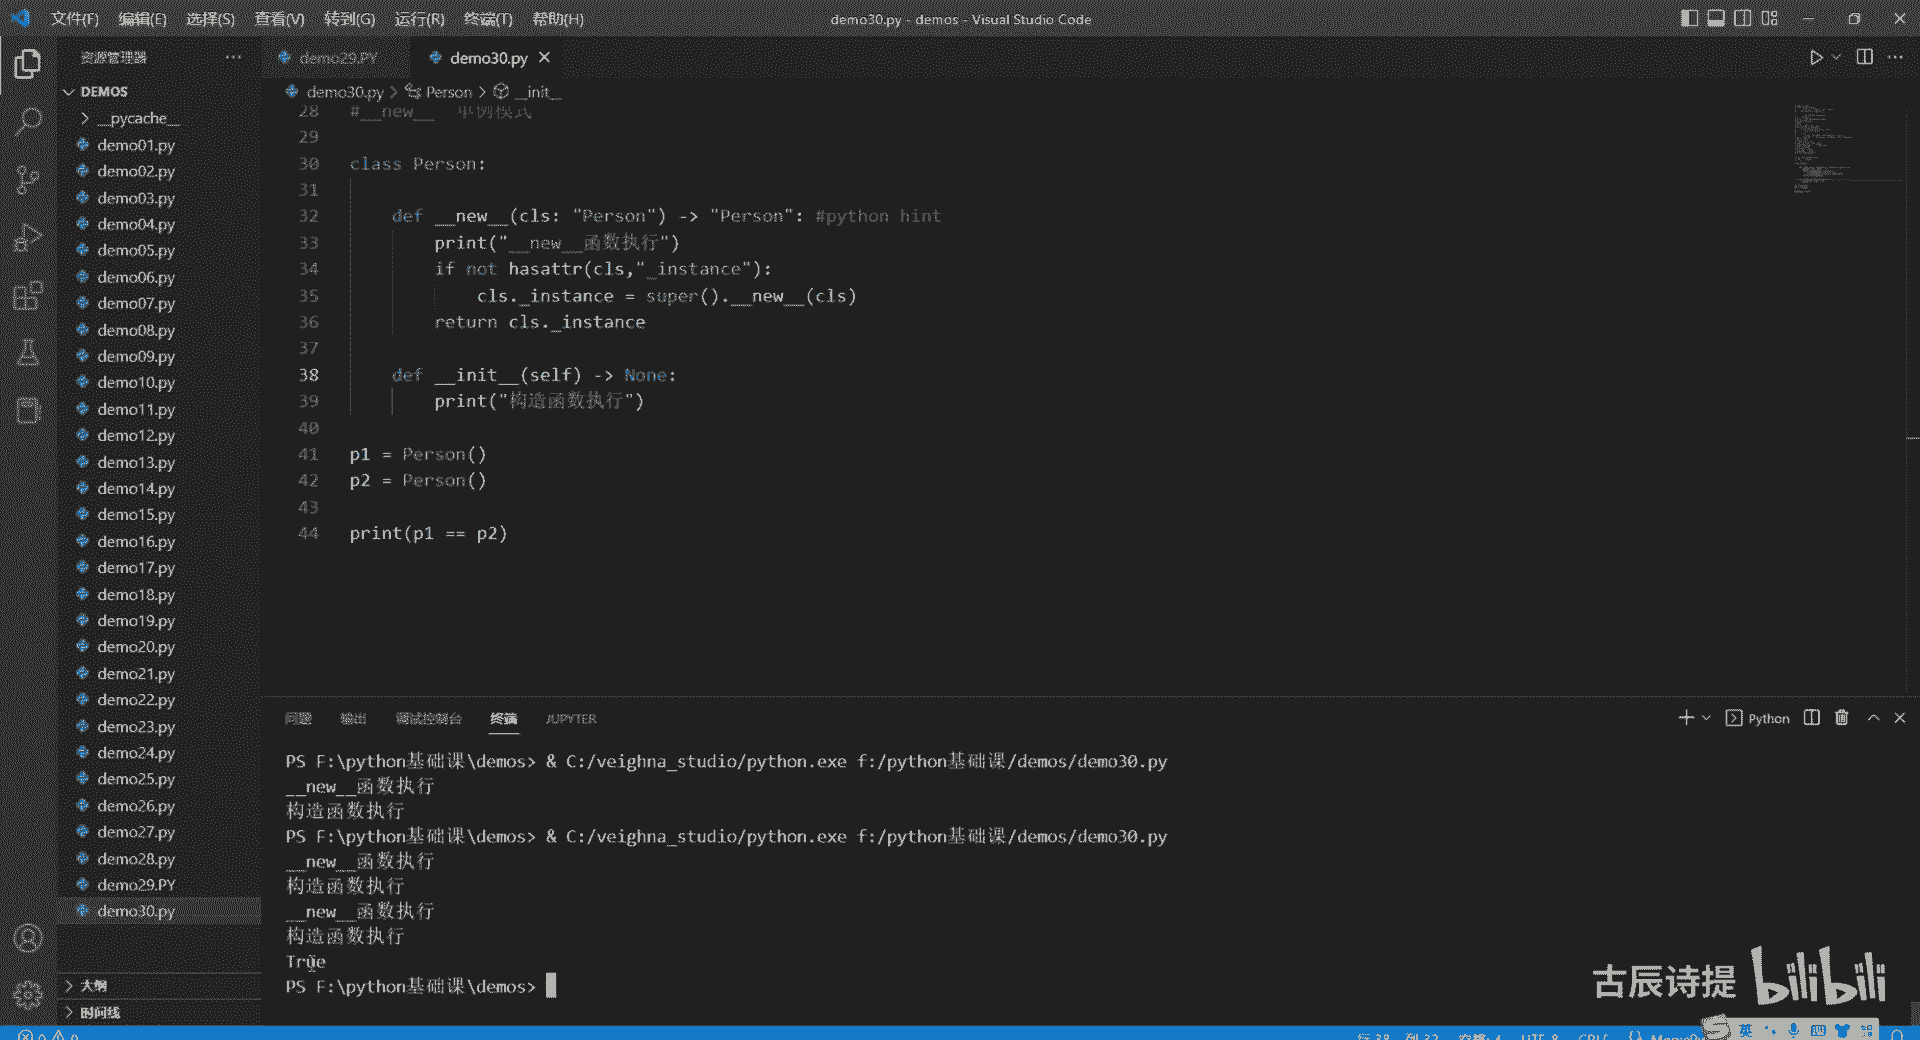 文件(F) 编辑(E) 选择(S) 查看(V) 转到(G) 运行(R) 终端(T) 帮助(H) demo30.py - demos - Visual Studio Code
资源管理器
demo29.PY demo30.py
DEMOS
demo30.py > Person > __init__
__pycache__
demo01.py
demo02.py
demo03.py
demo04.py
demo05.py
demo06.py
demo07.py
demo08.py
demo09.py
demo10.py
demo11.py
demo12.py
demo13.py
demo14.py
demo15.py
demo16.py
demo17.py
demo18.py
demo19.py
demo20.py
demo21.py
demo22.py
demo23.py
demo24.py
demo25.py
demo26.py
demo27.py
demo28.py
demo29.PY
demo30.py
大纲
时间线
28 #__new__ 单例模式
29
30 class Person:
31
32 def __new__(cls: "Person") -> "Person": #python hint
33 print("__new__函数执行")
34 if not hasattr(cls,"_instance"):
35 cls._instance = super().__new__(cls)
36 return cls._instance
37
38 def __init__(self) -> None:
39 print("构造函数执行")
40
41 p1 = Person()
42 p2 = Person()
43
44 print(p1 == p2)
问题 输出 调试控制台 终端 JUPYTER
Python
PS F:\python基础课\demos> & C:/veighna_studio/python.exe f:/python基础课/demos/demo30.py
__new__函数执行
构造函数执行
PS F:\python基础课\demos> & C:/veighna_studio/python.exe f:/python基础课/demos/demo30.py
__new__函数执行
构造函数执行
__new__函数执行
构造函数执行
True
PS F:\python基础课\demos>
古辰诗提 bilibili
行 38, 列 32 空格: 4 UTF-8 CRLF
英